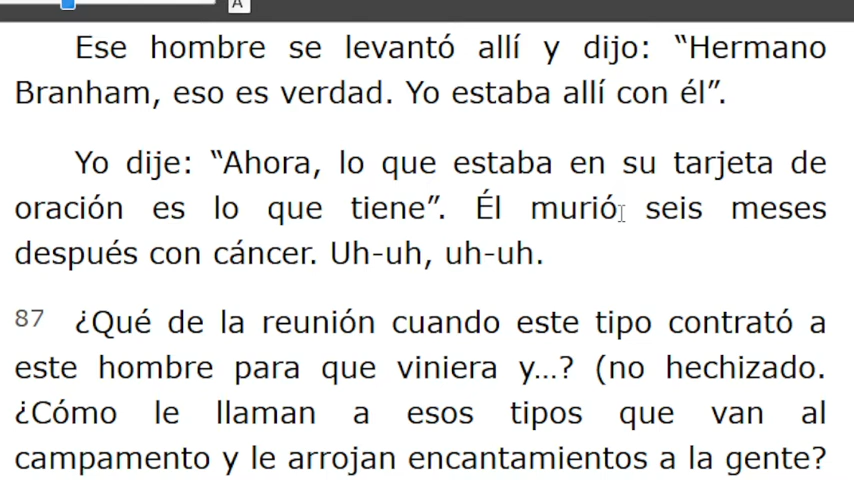 A
Ese hombre se levantó allí y dijo: “Hermano
Branham, eso es verdad. Yo estaba allí con él”.
Yo dije: “Ahora, lo que estaba en su tarjeta de
oración es lo que tiene”. Él murió seis meses
después con cáncer. Uh-uh, uh-uh.
87 ¿Qué de la reunión cuando este tipo contrató a
este hombre para que viniera y...? (no hechizado.
¿Cómo le llaman a esos tipos que van al
campamento y le arrojan encantamientos a la gente?